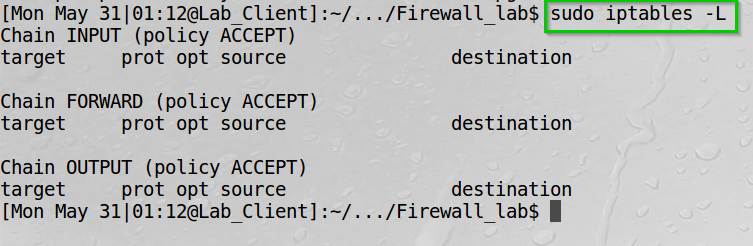 [Mon May 31|01:12@Lab_Client]:~/.../Firewall_lab$ sudo iptables -L
Chain INPUT (policy ACCEPT)
target     prot opt source               destination
Chain FORWARD (policy ACCEPT)
target     prot opt source               destination
Chain OUTPUT (policy ACCEPT)
target     prot opt source               destination
[Mon May 31|01:12@Lab_Client]:~/.../Firewall_lab$